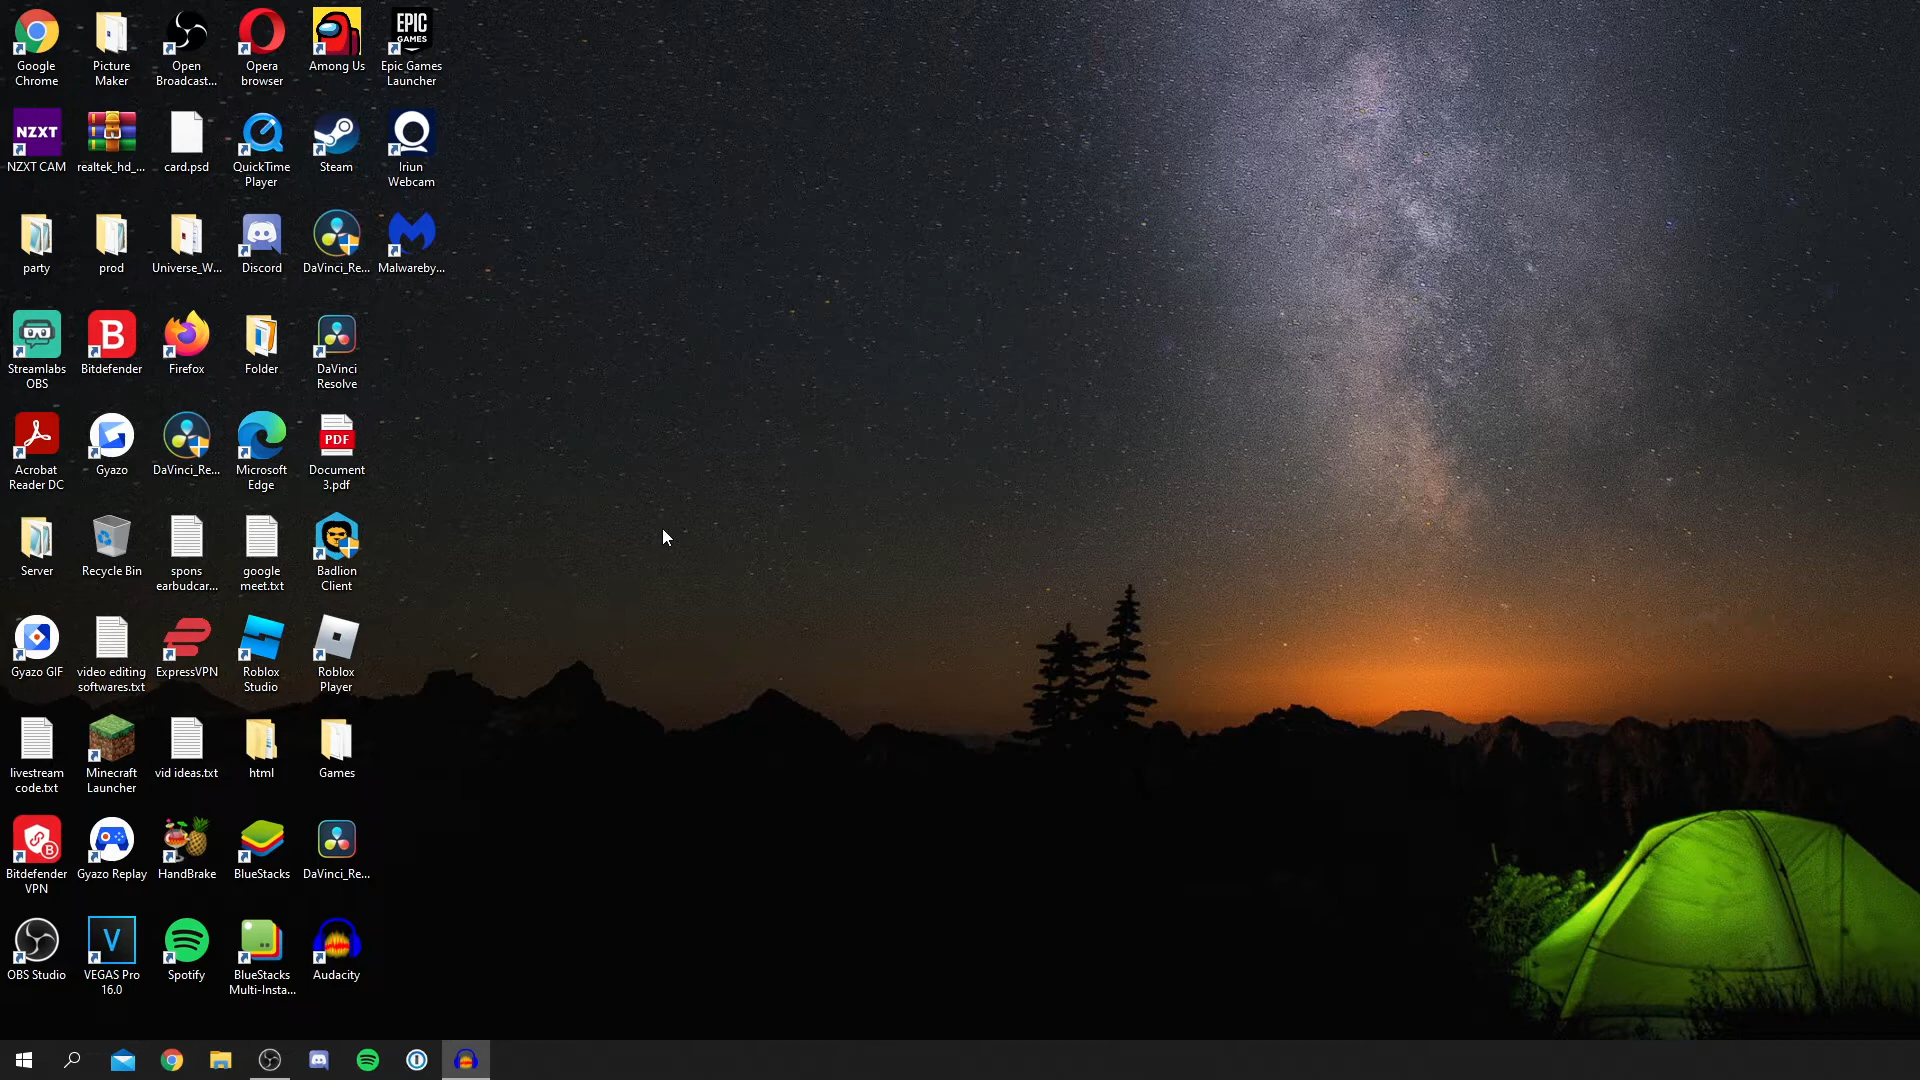 Google
Chrome
Picture
Maker
Open
Broadcast...
Opera
browser
Among Us
EPIC
GAMES
Epic Games
Launcher
NZXT
NZXT CAM
realtek_hd_...
card.psd
QuickTime
Player
Steam
Iriun
Webcam
party
prod
Universe_W...
Discord
DaVinci_Re...
Malwareby...
Streamlabs
OBS
B
Bitdefender
Firefox
Folder
DaVinci
Resolve
Acrobat
Reader DC
Gyazo
DaVinci_Re...
Microsoft
Edge
PDF
Document
3.pdf
Server
Recycle Bin
spons
earbudcar...
google
meet.txt
Badlion
Client
Gyazo GIF
video editing
softwares.txt
ExpressVPN
Roblox
Studio
Roblox
Player
livestream
code.txt
Minecraft
Launcher
vid ideas.txt
html
Games
B
Bitdefender
VPN
Gyazo Replay
HandBrake
BlueStacks
DaVinci_Re...
OBS Studio
V
VEGAS Pro
16.0
Spotify
BlueStacks
Multi-Insta...
Audacity